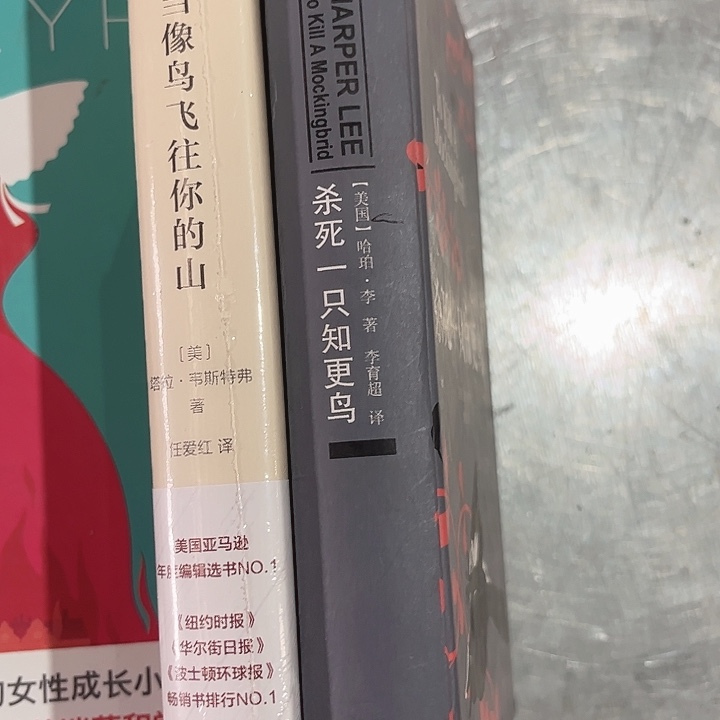 当像鸟飞往你的山
[美]
塔拉·韦斯特弗
著
任爱红 译
美国亚马逊
年度编辑选书NO.1
《纽约时报》
《华尔街日报》
《波士顿环球报》
畅销书排行NO.1
HARPER LEE
To Kill A Mockingbrid
杀死一只知更鸟
【美国】哈珀·李 著
李育超 译
女性成长小